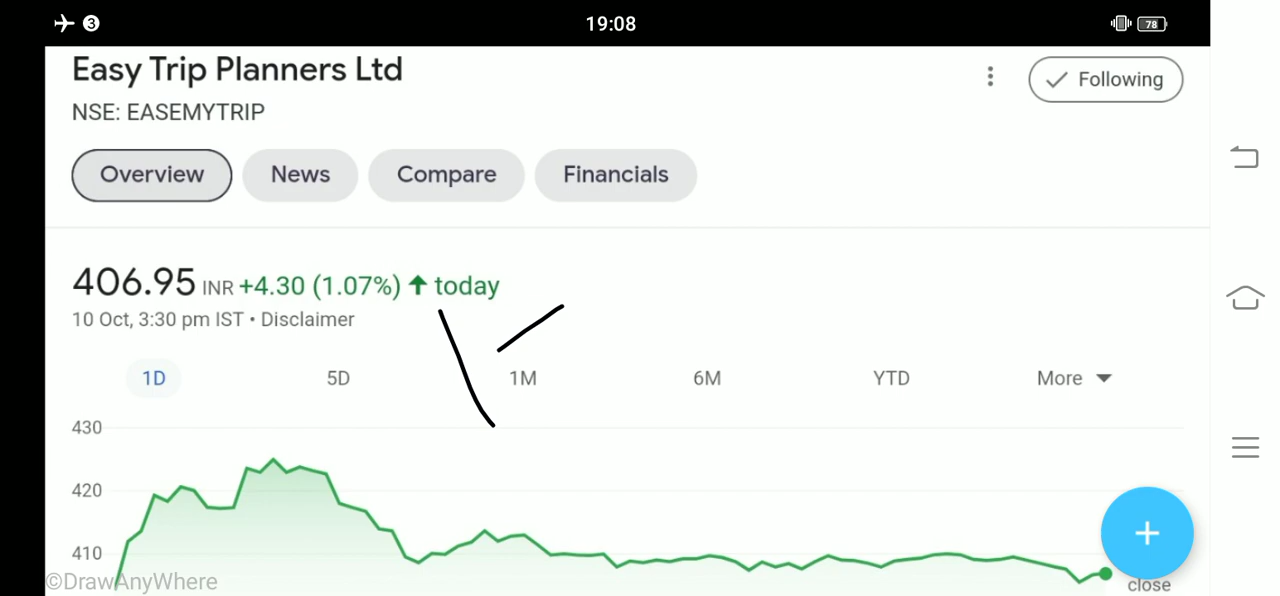 3 19:08 78
Easy Trip Planners Ltd
Following
NSE: EASEMYTRIP
Overview News Compare Financials
406.95 INR +4.30 (1.07%) ↑ today
10 Oct, 3:30 pm IST • Disclaimer
1D 5D 1M 6M YTD More
430
420
410
©DrawAnyWhere
close